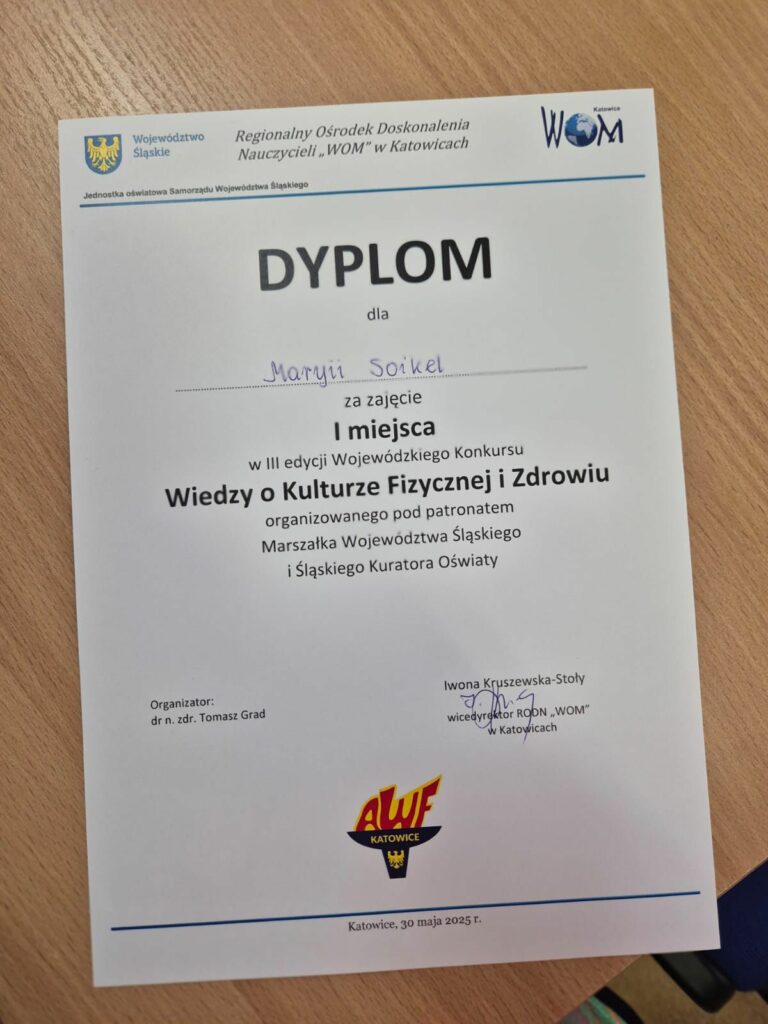 Województwo
Śląskie
Regionalny Ośrodek Doskonalenia
Nauczycieli „WOM” w Katowicach
Katowice
WOM
Jednostka oświatowa Samorządu Województwa Śląskiego
DYPLOM
dla
Maryii Soikel
za zajęcie
I miejsca
w III edycji Wojewódzkiego Konkursu
Wiedzy o Kulturze Fizycznej i Zdrowiu
organizowanego pod patronatem
Marszałka Województwa Śląskiego
i Śląskiego Kuratora Oświaty
Organizator:
dr n. zdr. Tomasz Grad
Iwona Kruszewska-Stoły
wicedyrektor RODN „WOM”
w Katowicach
AWF
KATOWICE
Katowice, 30 maja 2025 r.